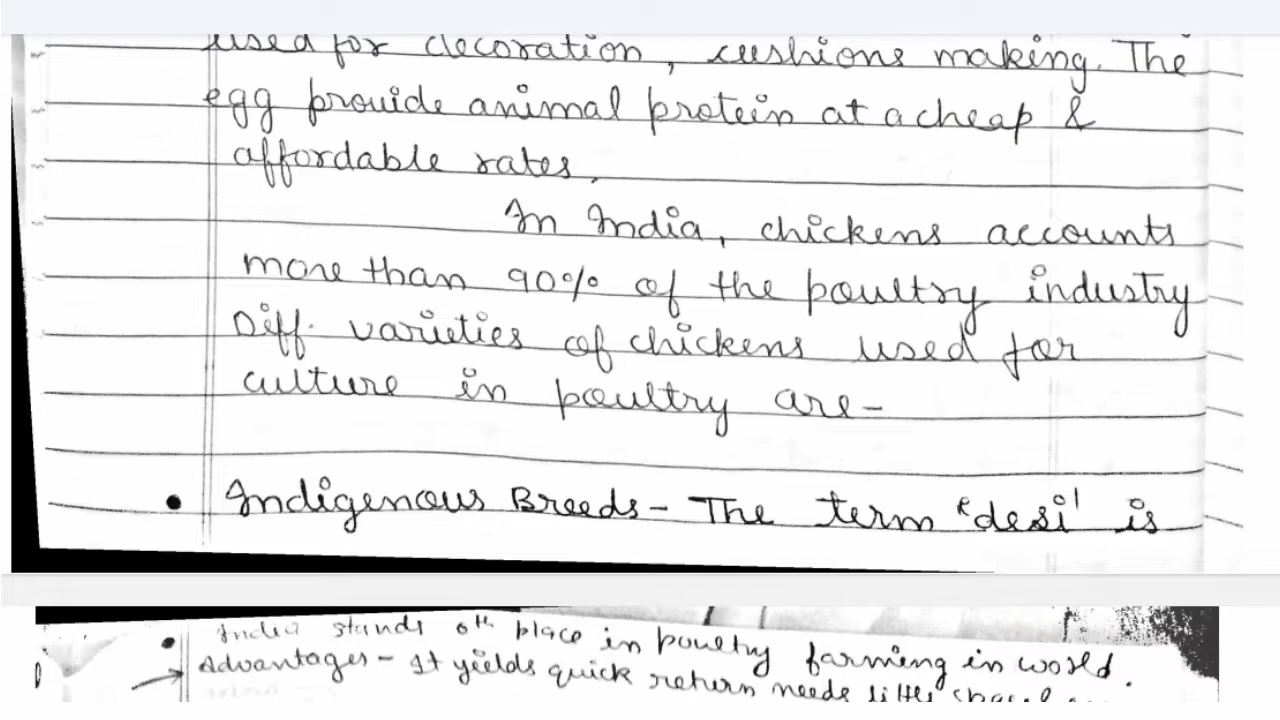 used for decoration, cushions making. The
egg provide animal protein at a cheap &
affordable rates.
In India, chickens accounts
more than 90% of the poultry industry
Diff. varieties of chickens used for
culture in poultry are-
• Indigenous Breeds - The term 'desi' is
• India stands 6th place in poultry farming in world.
→ Advantages - It yields quick return needs little